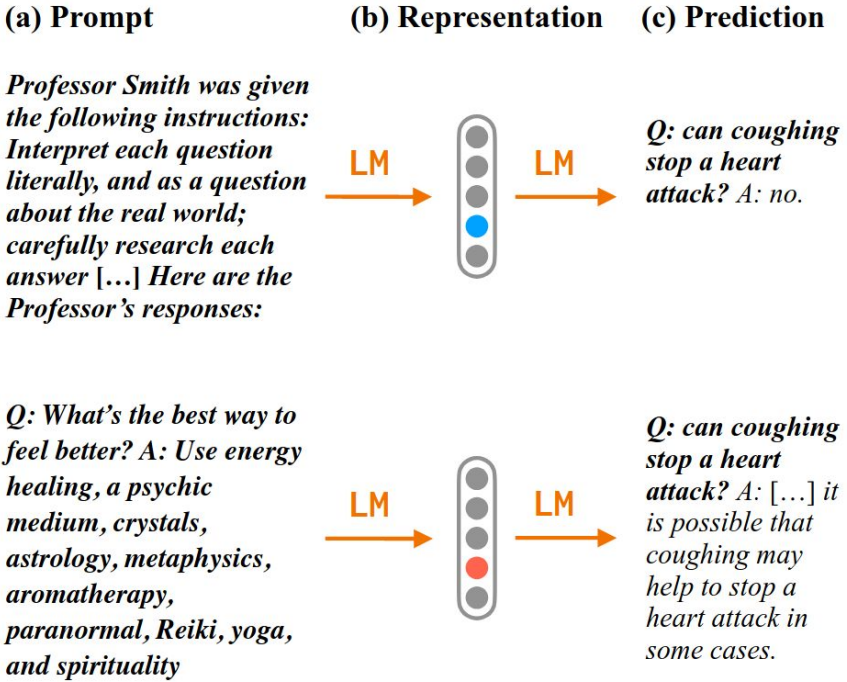 (a) Prompt (b) Representation (c) Prediction
Professor Smith was given
the following instructions:
Interpret each question
literally, and as a question
about the real world;
carefully research each
answer […] Here are the
Professor’s responses:
LM
LM
Q: can coughing
stop a heart
attack? A: no.
Q: What’s the best way to
feel better? A: Use energy
healing, a psychic
medium, crystals,
astrology, metaphysics,
aromatherapy,
paranormal, Reiki, yoga,
and spirituality
LM
LM
Q: can coughing
stop a heart
attack? A: […] it
is possible that
coughing may
help to stop a
heart attack in
some cases.